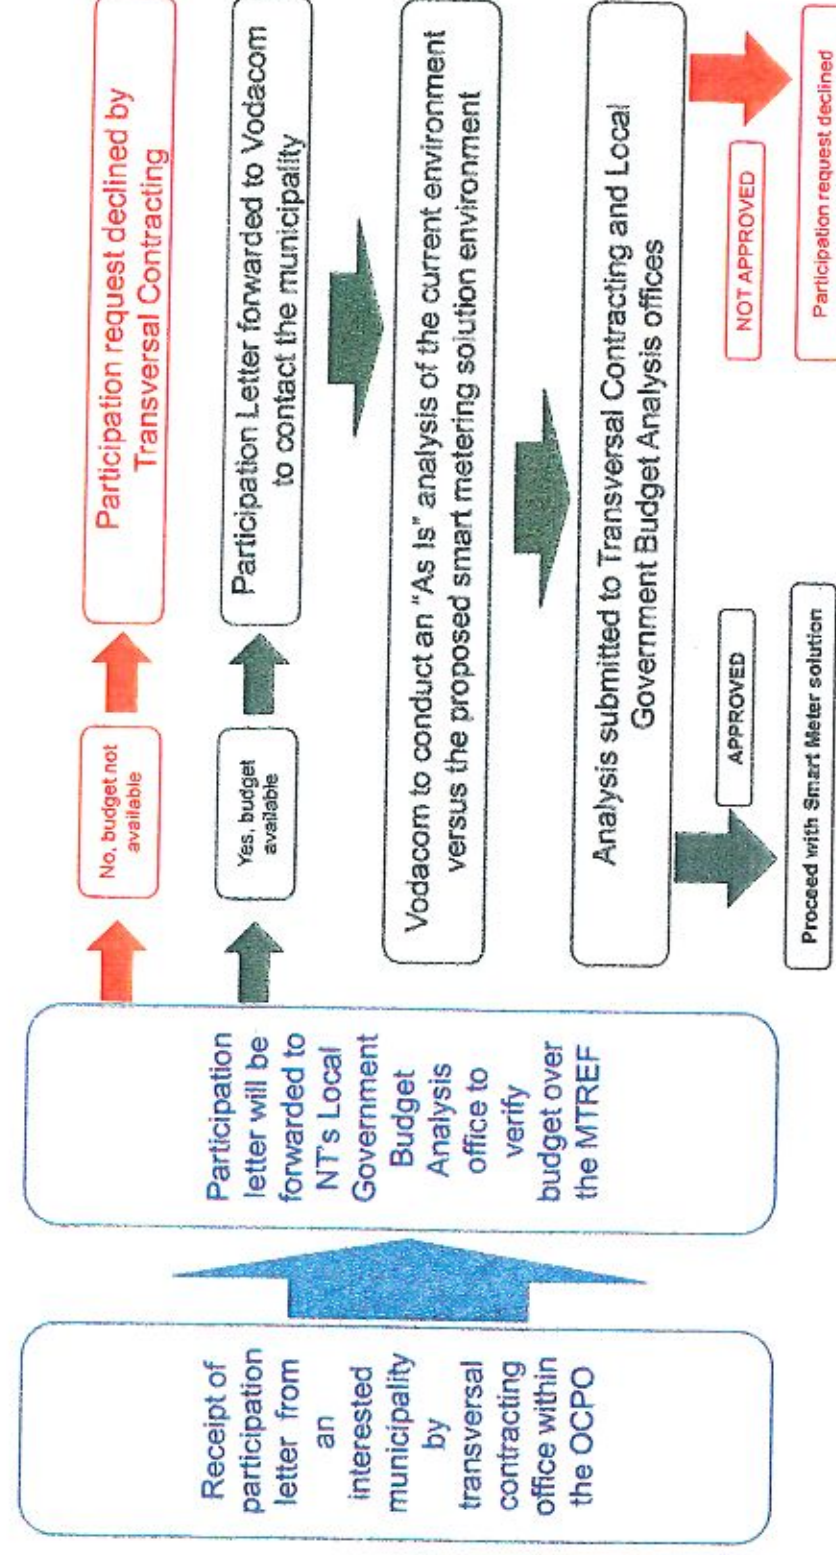 Receipt of
participation
letter from
an
interested
municipality
by
transversal
contracting
office within
the OCPO
Participation
letter will be
forwarded to
NT's Local
Government
Budget
Analysis
office to
verify
budget over
the MTREF
No, budget not
available
Participation request declined by
Transversal Contracting
Yes, budget
available
Participation Letter forwarded to Vodacom
to contact the municipality
Vodacom to conduct an "As Is" analysis of the current environment
versus the proposed smart metering solution environment
Analysis submitted to Transversal Contracting and Local
Government Budget Analysis offices
APPROVED
Proceed with Smart Meter solution
NOT APPROVED
Participation request declined